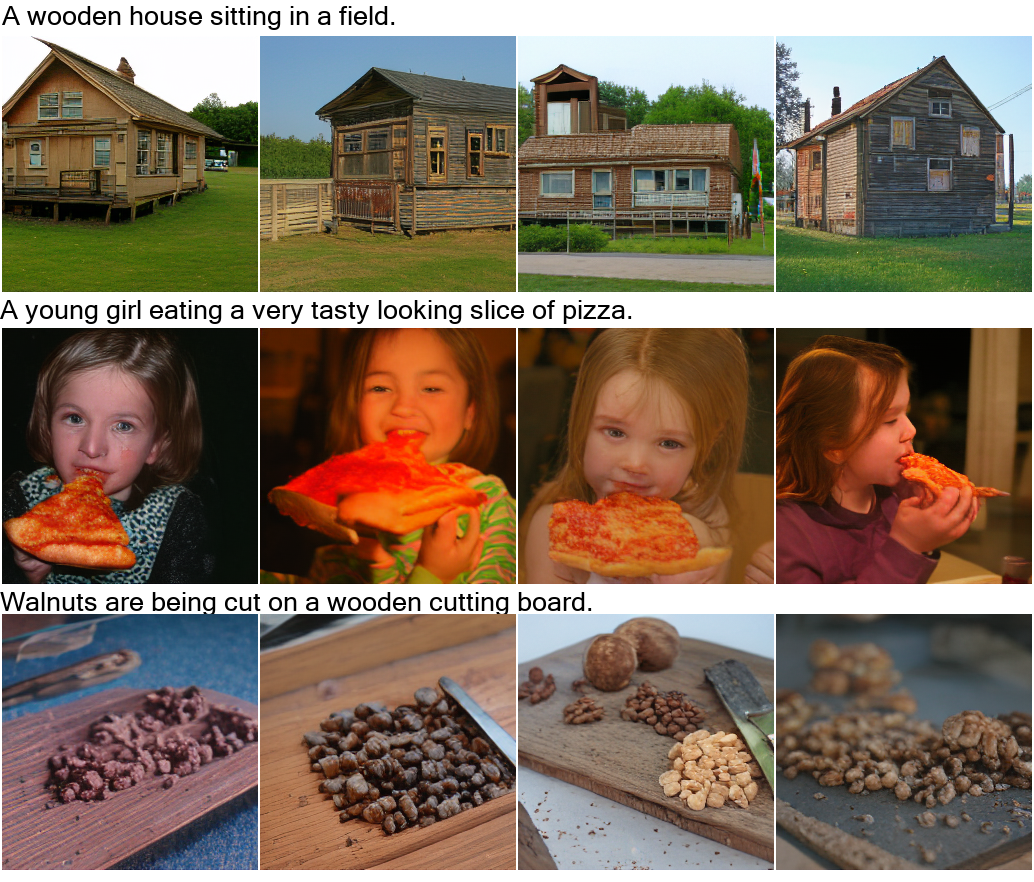 A wooden house sitting in a field.
A young girl eating a very tasty looking slice of pizza.
Walnuts are being cut on a wooden cutting board.